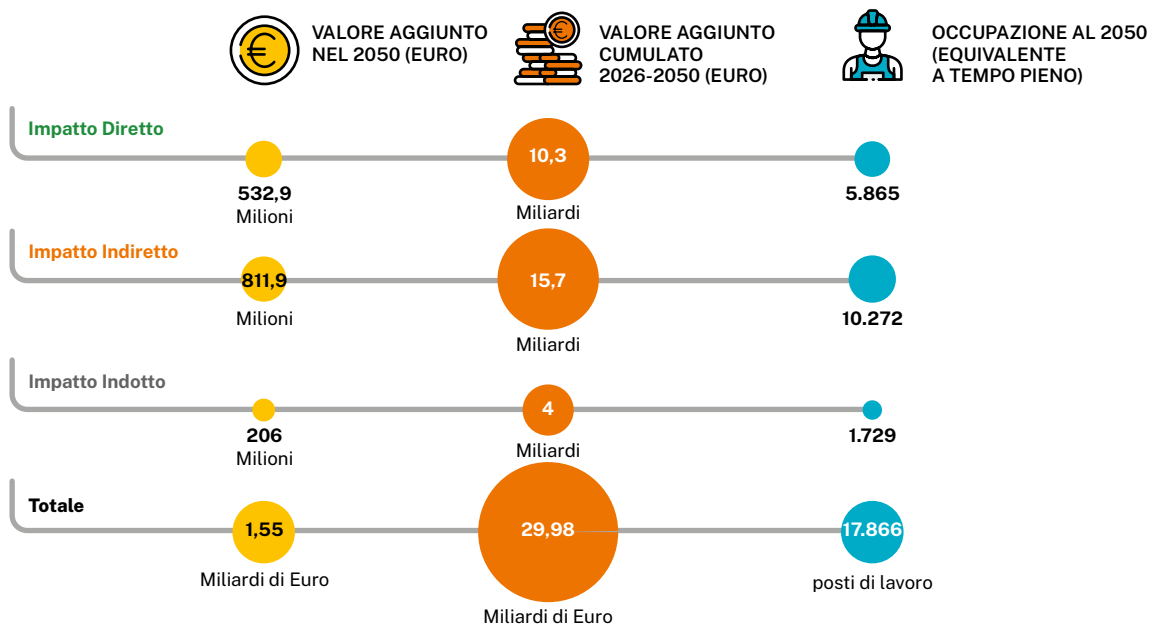 VALORE AGGIUNTO
NEL 2050 (EURO)
VALORE AGGIUNTO
CUMULATO
2026-2050 (EURO)
OCCUPAZIONE AL 2050
(EQUIVALENTE
A TEMPO PIENO)
Impatto Diretto
532,9
Milioni
10,3
Miliardi
5.865
Impatto Indiretto
811,9
Milioni
15,7
Miliardi
10.272
Impatto Indotto
206
Milioni
4
Miliardi
1.729
Totale
1,55
Miliardi di Euro
29,98
Miliardi di Euro
17.866
posti di lavoro